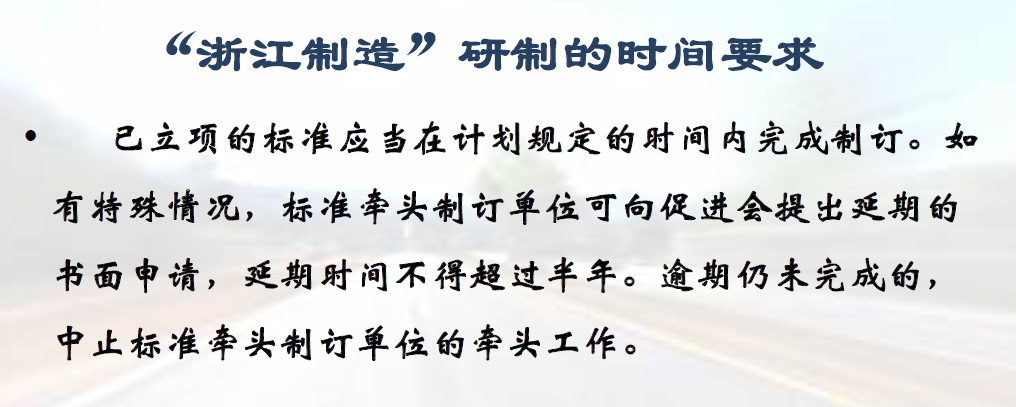 “浙江制造”研制的时间要求
• 已立项的标准应当在计划规定的时间内完成制订。如
有特殊情况，标准牵头制订单位可向促进会提出延期的
书面申请，延期时间不得超过半年。逾期仍未完成的，
中止标准牵头制订单位的牵头工作。